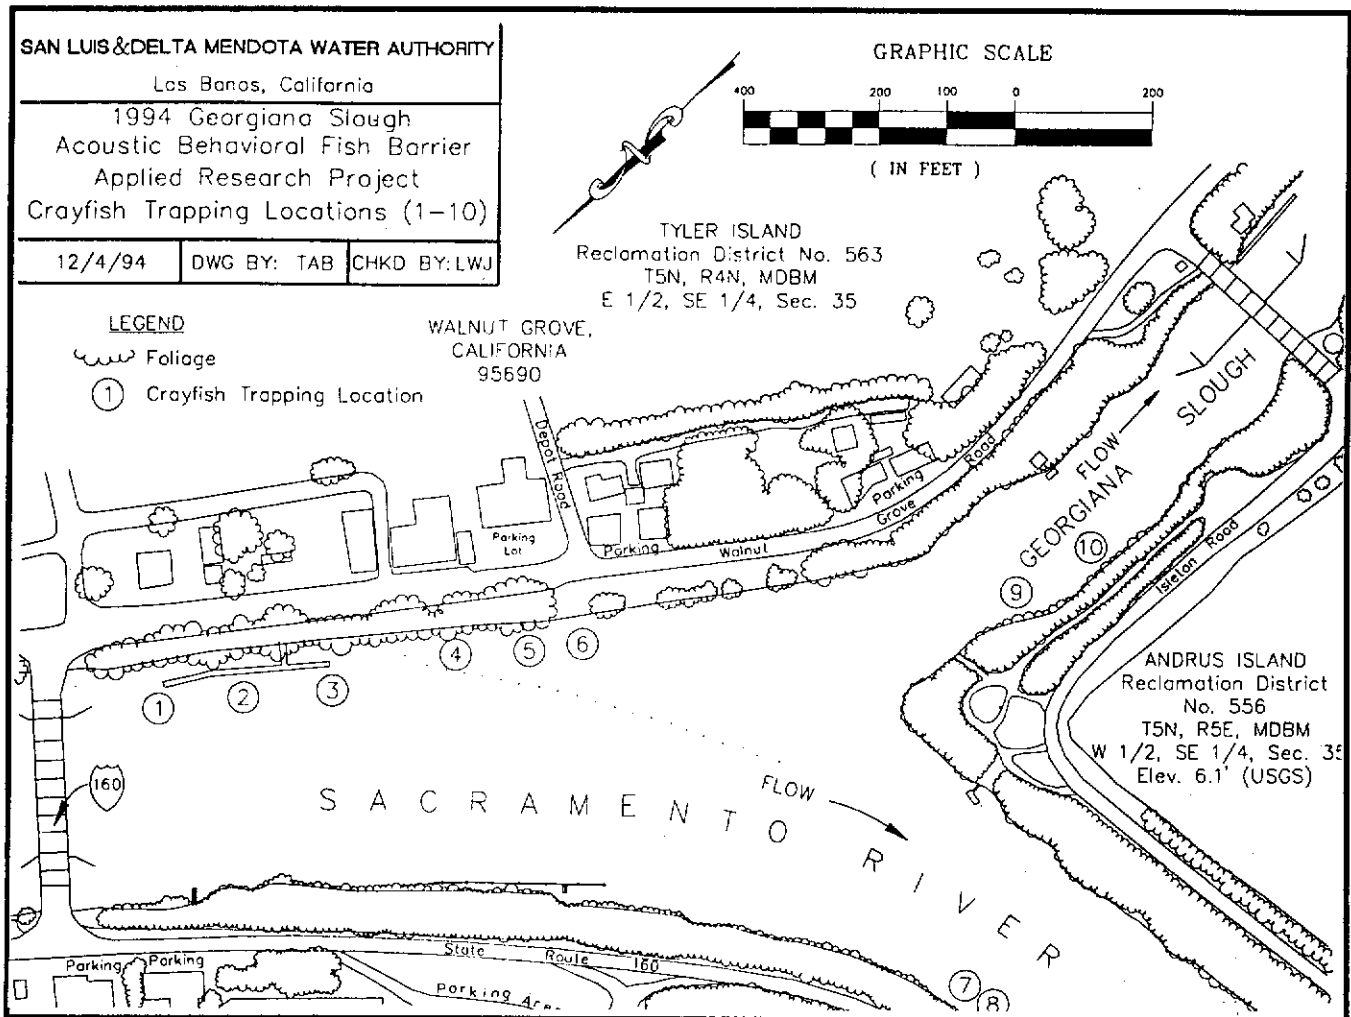 SAN LUIS & DELTA MENDOTA WATER AUTHORITY
Los Banos, California
1994 Georgiana Slough
Acoustic Behavioral Fish Barrier
Applied Research Project
Crayfish Trapping Locations (1-10)
12/4/94 DWG BY: TAB CHKD BY: LWJ
GRAPHIC SCALE
400 200 100 0 200
( IN FEET )
N
TYLER ISLAND
Reclamation District No. 563
T5N, R4N, MDBM
E 1/2, SE 1/4, Sec. 35
LEGEND
Foliage
1 Crayfish Trapping Location
WALNUT GROVE,
CALIFORNIA
95690
Depot Road
Parking
Lot
Parking
Walnut
Grove
Road
Parking
FLOW
GEORGIANA
SLOUGH
10
9
Isleton Road
1
2
3
4
5
6
ANDRUS ISLAND
Reclamation District
No. 556
T5N, R5E, MDBM
W 1/2, SE 1/4, Sec. 35
Elev. 6.1' (USGS)
160
SACRAMENTO RIVER
FLOW
State Route 160
Parking
Parking
Parking Area
7
8